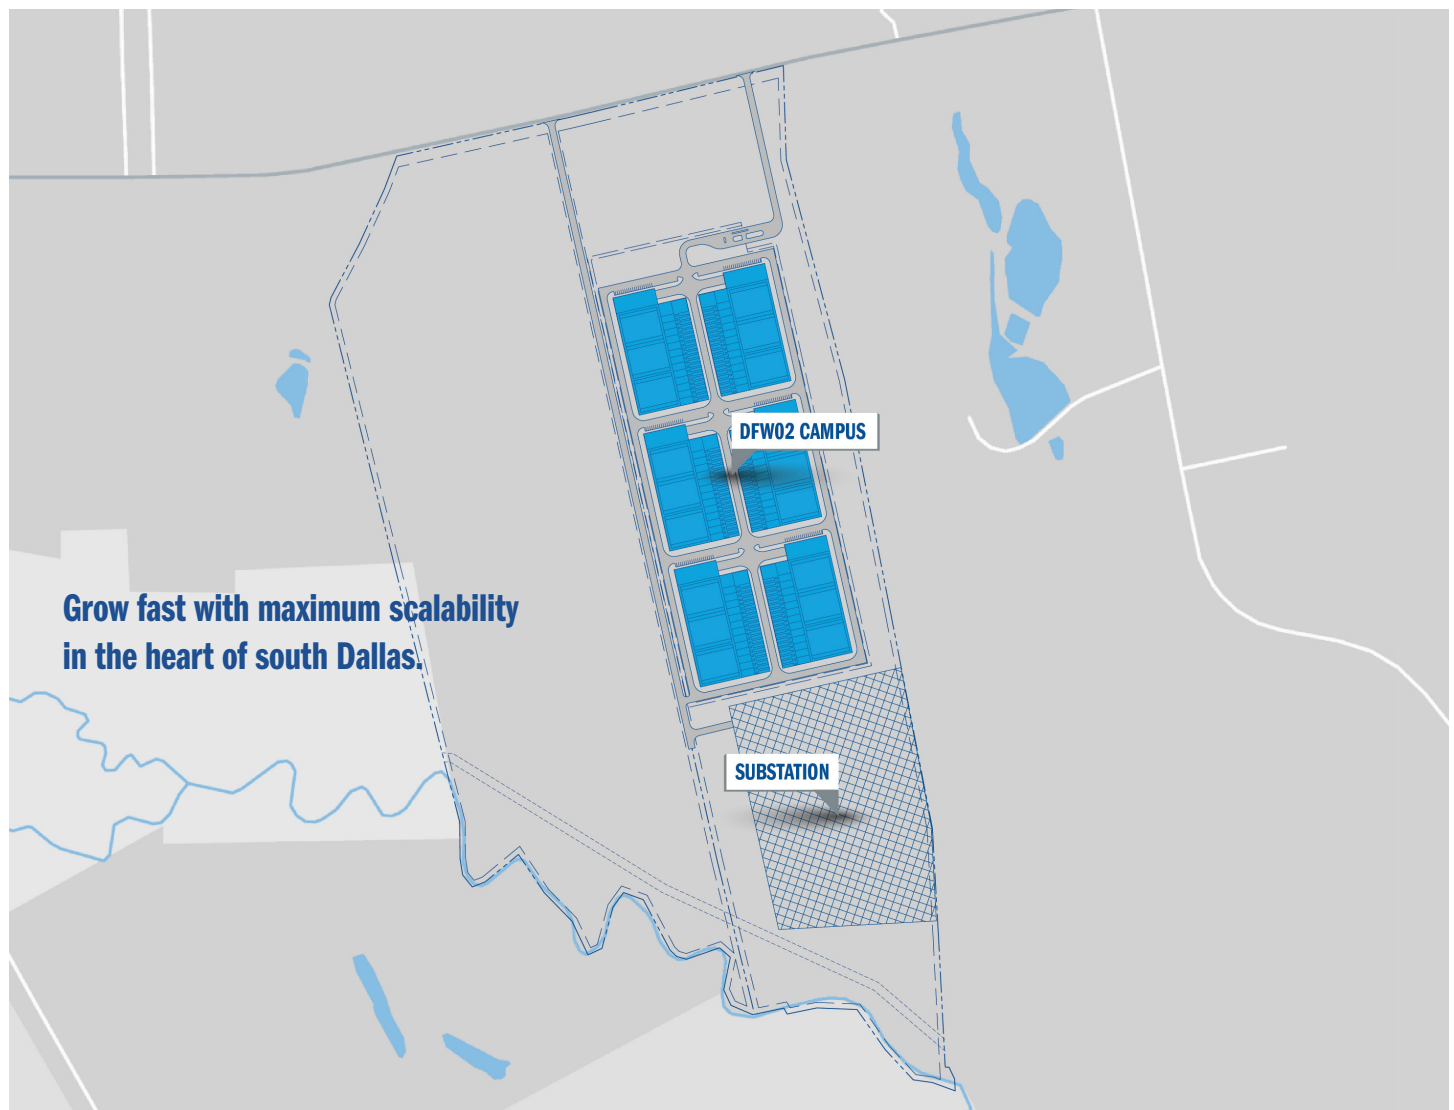 DFW02 CAMPUS
Grow fast with maximum scalability
in the heart of south Dallas.
SUBSTATION